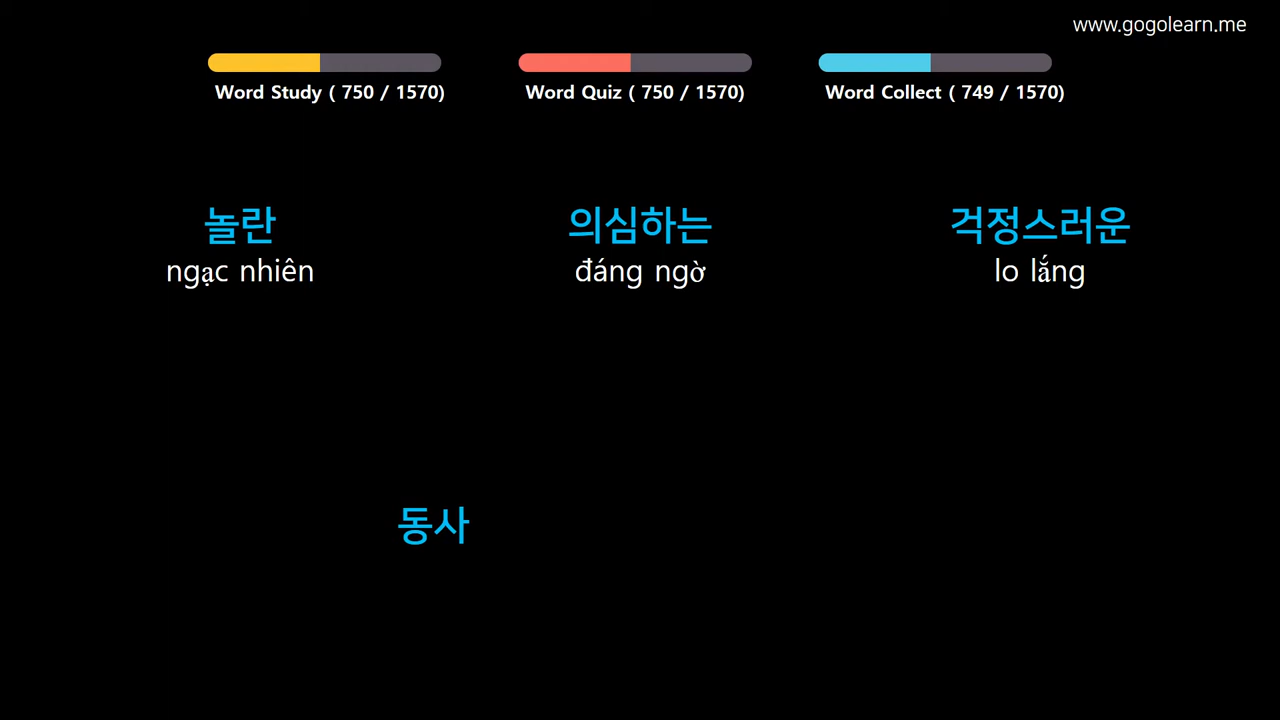 www.gogolearn.me
Word Study ( 750 / 1570)
Word Quiz ( 750 / 1570)
Word Collect ( 749 / 1570)
놀란
ngạc nhiên
의심하는
đáng ngờ
걱정스러운
lo lắng
동사